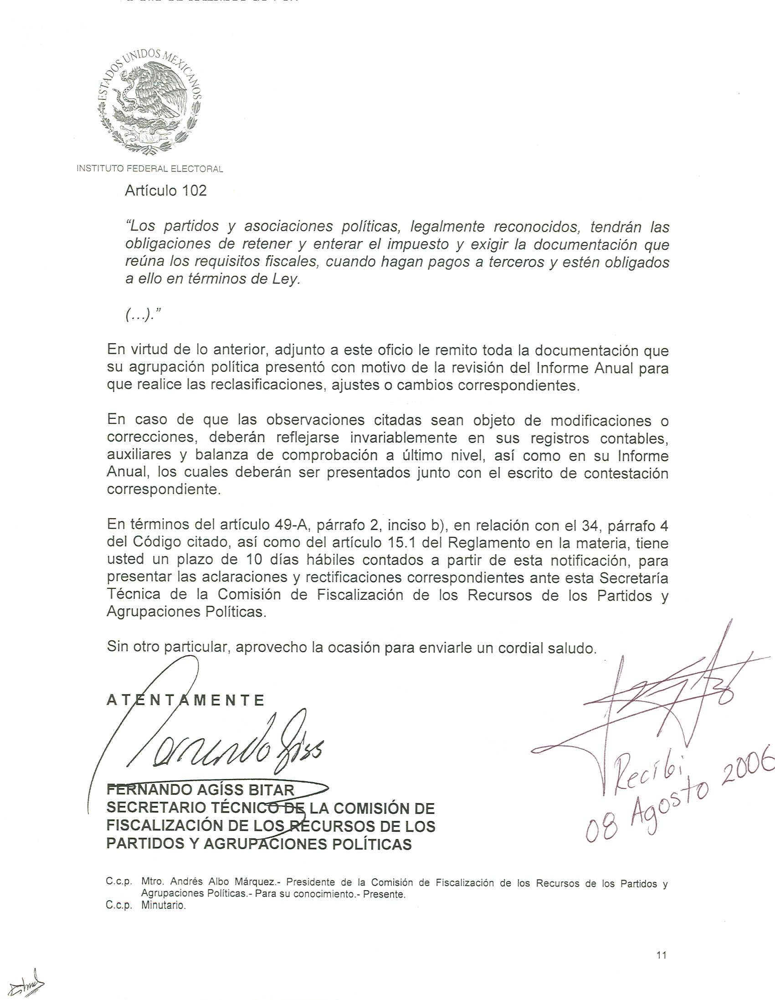 ESTADOS UNIDOS MEXICANOS
INSTITUTO FEDERAL ELECTORAL
Artículo 102
“Los partidos y asociaciones políticas, legalmente reconocidos, tendrán las
obligaciones de retener y enterar el impuesto y exigir la documentación que
reúna los requisitos fiscales, cuando hagan pagos a terceros y estén obligados
a ello en términos de Ley.
(...).”
En virtud de lo anterior, adjunto a este oficio le remito toda la documentación que
su agrupación política presentó con motivo de la revisión del Informe Anual para
que realice las reclasificaciones, ajustes o cambios correspondientes.
En caso de que las observaciones citadas sean objeto de modificaciones o
correcciones, deberán reflejarse invariablemente en sus registros contables,
auxiliares y balanza de comprobación a último nivel, así como en su Informe
Anual, los cuales deberán ser presentados junto con el escrito de contestación
correspondiente.
En términos del artículo 49-A, párrafo 2, inciso b), en relación con el 34, párrafo 4
del Código citado, así como del artículo 15.1 del Reglamento en la materia, tiene
usted un plazo de 10 días hábiles contados a partir de esta notificación, para
presentar las aclaraciones y rectificaciones correspondientes ante esta Secretaría
Técnica de la Comisión de Fiscalización de los Recursos de los Partidos y
Agrupaciones Políticas.
Sin otro particular, aprovecho la ocasión para enviarle un cordial saludo.
A T E N T A M E N T E
Fernando Agíss
FERNANDO AGÍSS BITAR
SECRETARIO TÉCNICO DE LA COMISIÓN DE
FISCALIZACIÓN DE LOS RECURSOS DE LOS
PARTIDOS Y AGRUPACIONES POLÍTICAS
Recibi
08 Agosto 2006
C.c.p. Mtro. Andrés Albo Márquez.- Presidente de la Comisión de Fiscalización de los Recursos de los Partidos y
Agrupaciones Políticas.- Para su conocimiento.- Presente.
C.c.p. Minutario.
11